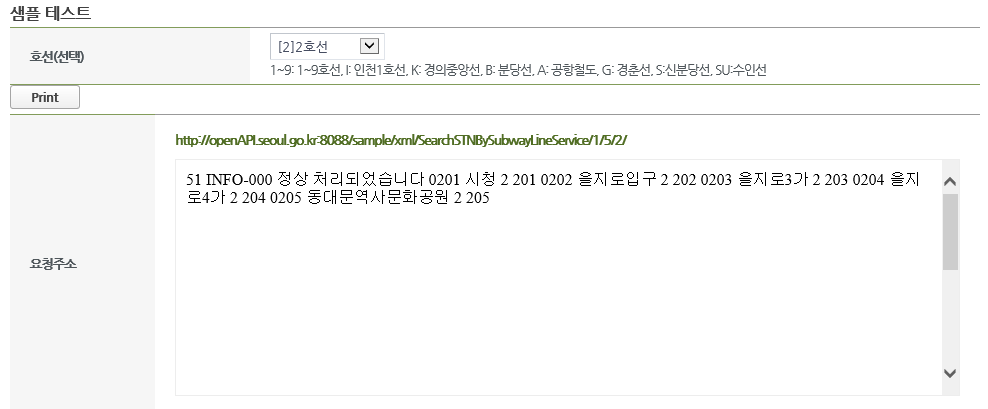 샘플 테스트
호선(선택)
[2]2호선
1~9: 1~9호선, I: 인천1호선, K: 경의중앙선, B: 분당선, A: 공항철도, G: 경춘선, S:신분당선, SU:수인선
Print
요청주소
http://openAPI.seoul.go.kr:8088/sample/xml/SearchSTNBySubwayLineService/1/5/2/
51 INFO-000 정상 처리되었습니다 0201 시청 2 201 0202 을지로입구 2 202 0203 을지로3가 2 203 0204 을지
로4가 2 204 0205 동대문역사문화공원 2 205